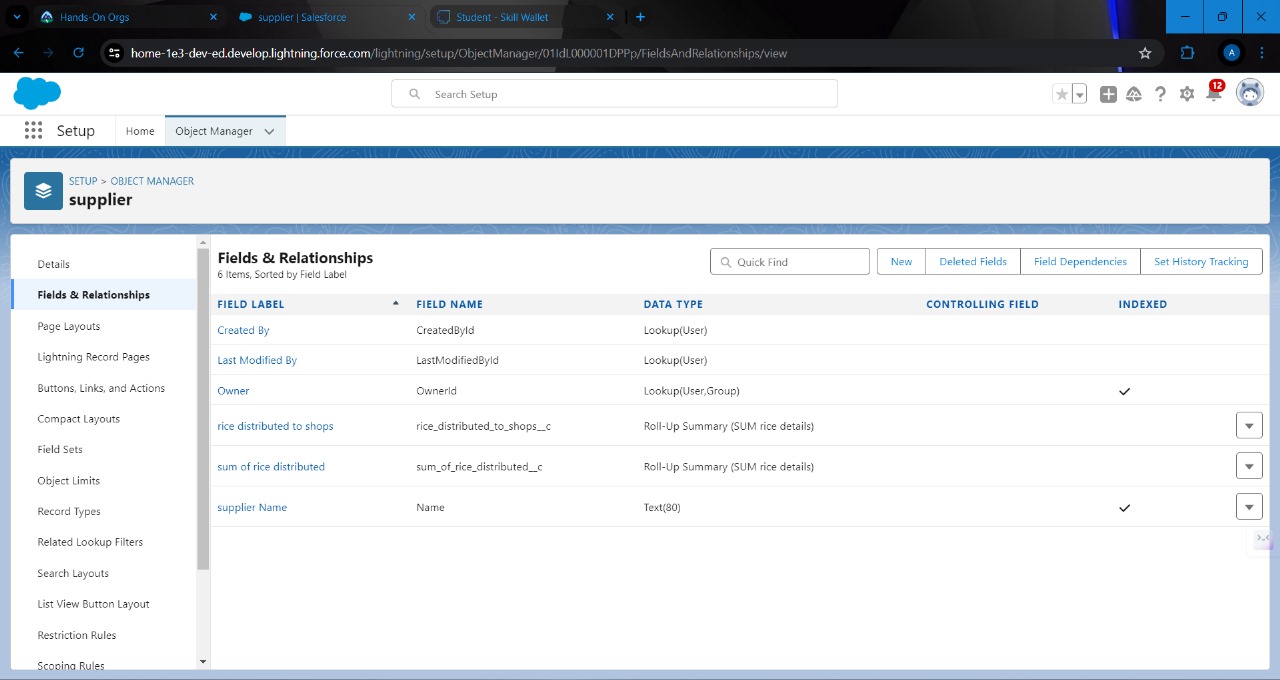 Hands-On Orgs
supplier | Salesforce
Student - Skill Wallet
home-1e3-dev-ed.develop.lightning.force.com/lightning/setup/ObjectManager/01IdL000001DPPp/FieldsAndRelationships/view
A
Search Setup
12
Setup
Home
Object Manager
SETUP > OBJECT MANAGER
supplier
Details
Fields & Relationships
Page Layouts
Lightning Record Pages
Buttons, Links, and Actions
Compact Layouts
Field Sets
Object Limits
Record Types
Related Lookup Filters
Search Layouts
List View Button Layout
Restriction Rules
Scoping Rules
Fields & Relationships
6 Items, Sorted by Field Label
Quick Find
New
Deleted Fields
Field Dependencies
Set History Tracking
FIELD LABEL FIELD NAME DATA TYPE CONTROLLING FIELD INDEXED
Created By CreatedById Lookup(User)
Last Modified By LastModifiedById Lookup(User)
Owner OwnerId Lookup(User,Group)
rice distributed to shops rice_distributed_to_shops__c Roll-Up Summary (SUM rice details)
sum of rice distributed sum_of_rice_distributed__c Roll-Up Summary (SUM rice details)
supplier Name Name Text(80)